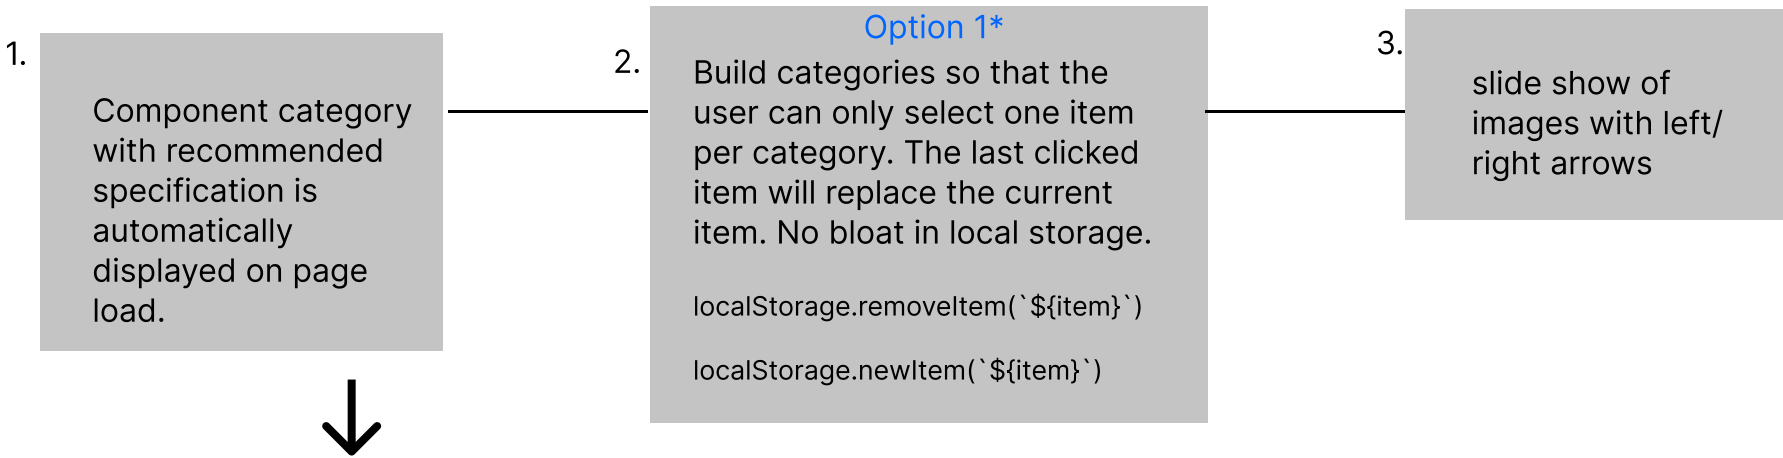 1.
Component category
with recommended
specification is
automatically
displayed on page
load.
2.
Option 1*
Build categories so that the
user can only select one item
per category. The last clicked
item will replace the current
item. No bloat in local storage.
localStorage.removeItem(`${item}`)
localStorage.newItem(`${item}`)
3.
slide show of
images with left/
right arrows